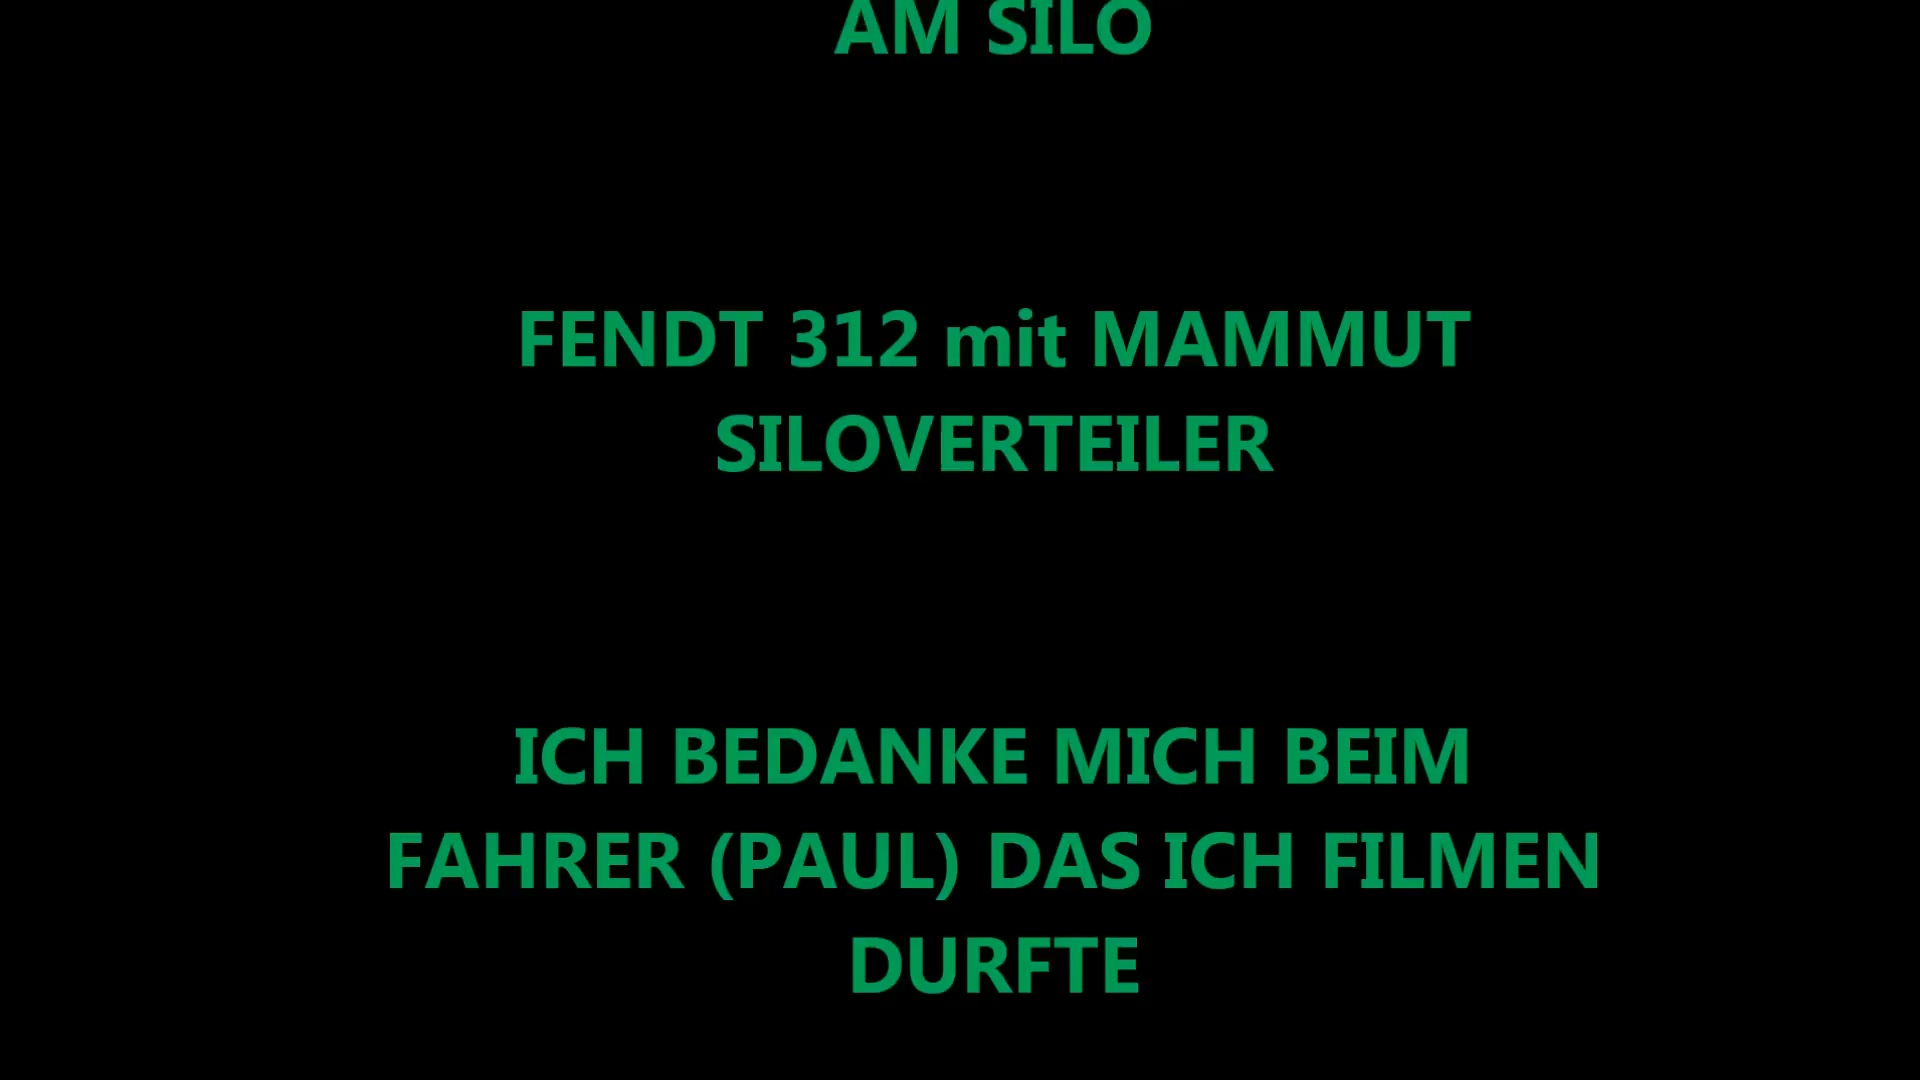 AM SILO
FENDT 312 mit MAMMUT
SILOVERTEILER
ICH BEDANKE MICH BEIM
FAHRER (PAUL) DAS ICH FILMEN
DURFTE